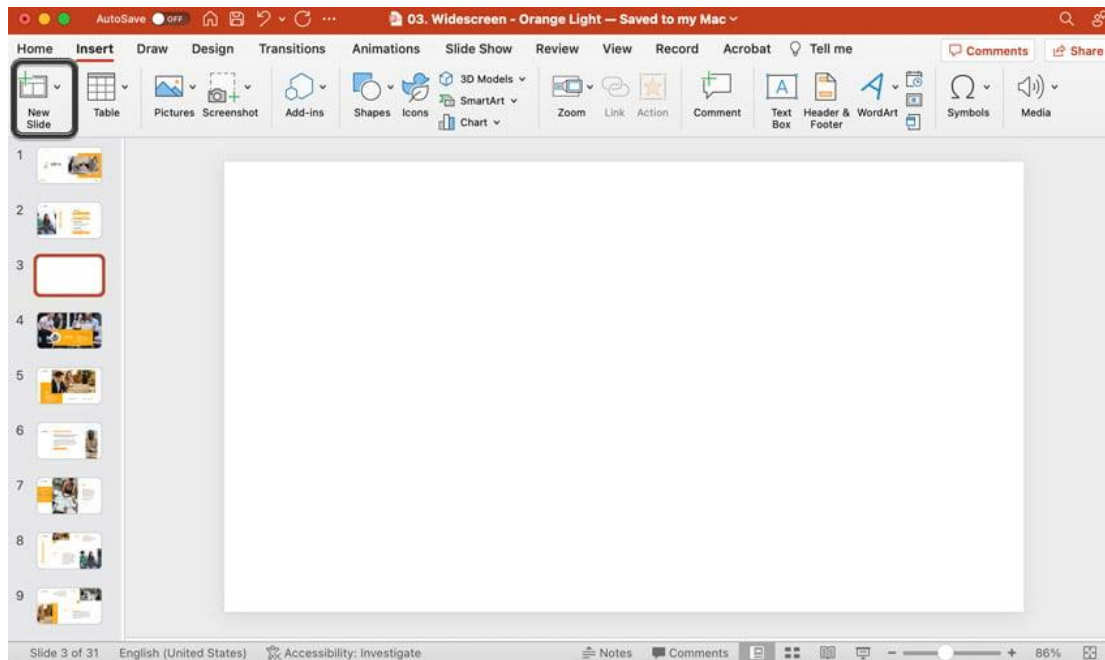 AutoSave OFF 03. Widescreen - Orange Light — Saved to my Mac
Home Insert Draw Design Transitions Animations Slide Show Review View Record Acrobat Tell me Comments Share
New Slide
Table
Pictures
Screenshot
Add-ins
Shapes
Icons
3D Models
SmartArt
Chart
Zoom
Link
Action
Comment
Text Box
Header & Footer
WordArt
Symbols
Media
1
2
3
4
5
6
7
8
9
Slide 3 of 31 English (United States) Accessibility: Investigate Notes Comments 86%